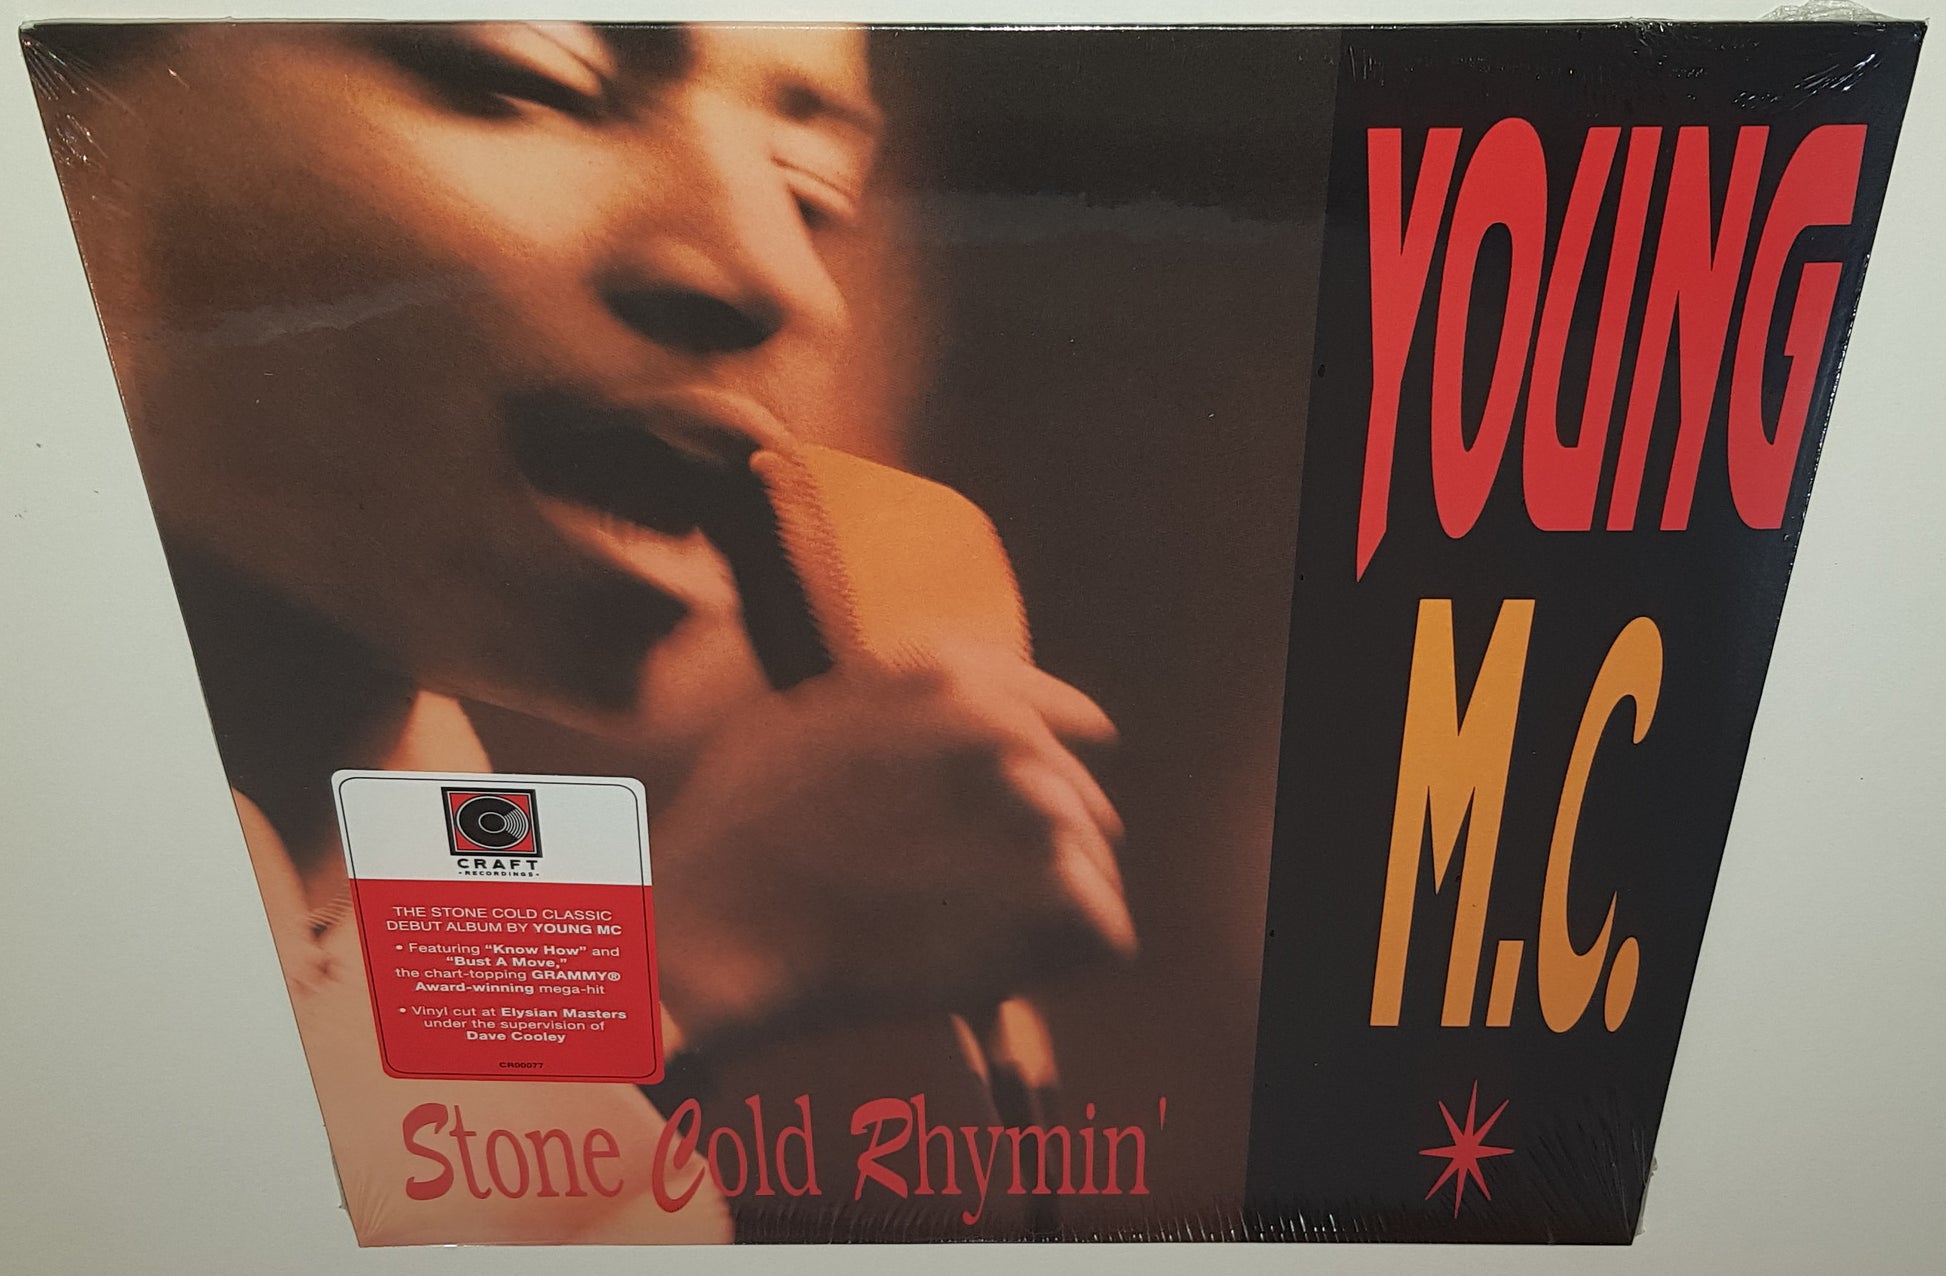 YOUNG
M.C.
CRAFT
• RECORDINGS •
THE STONE COLD CLASSIC
DEBUT ALBUM BY YOUNG MC
• Featuring “Know How” and
“Bust A Move,”
the chart-topping GRAMMY®
Award-winning mega-hit
• Vinyl cut at Elysian Masters
under the supervision of
Dave Cooley
CR00077
Stone Cold Rhymin'